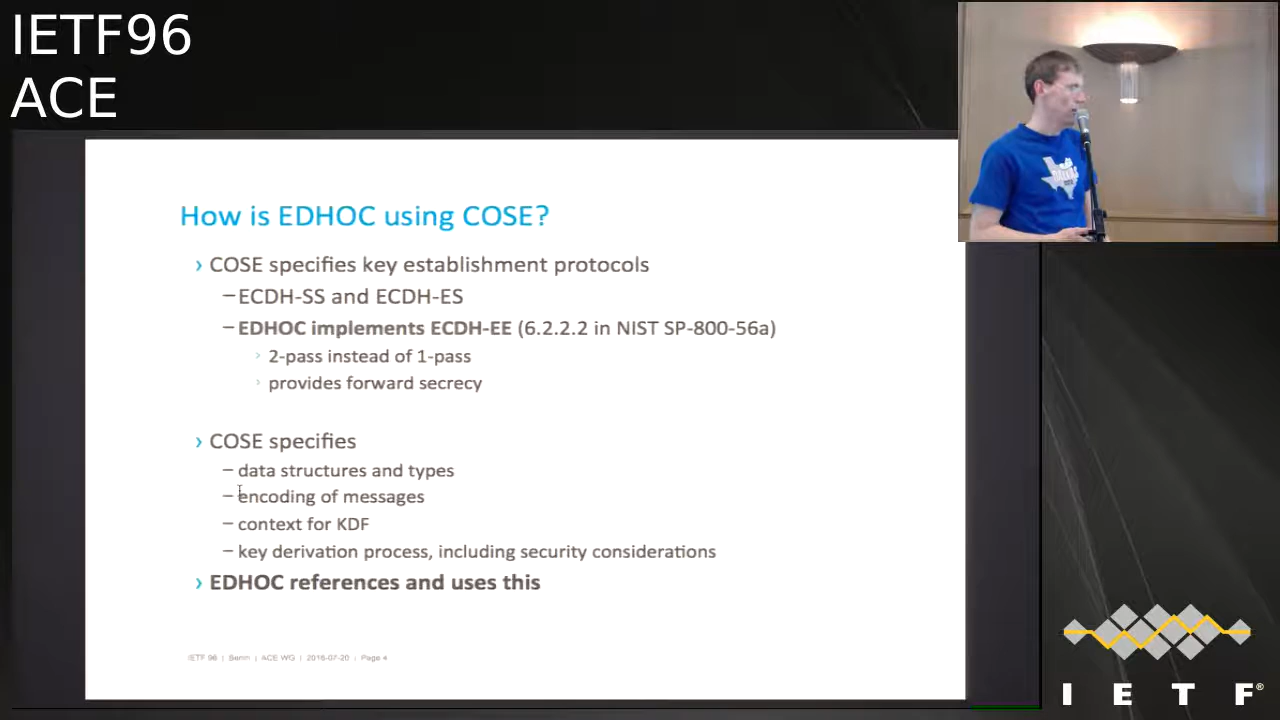 IETF96
ACE
How is EDHOC using COSE?
› COSE specifies key establishment protocols
–ECDH-SS and ECDH-ES
–EDHOC implements ECDH-EE (6.2.2.2 in NIST SP-800-56a)
› 2-pass instead of 1-pass
› provides forward secrecy
› COSE specifies
– data structures and types
– encoding of messages
– context for KDF
– key derivation process, including security considerations
› EDHOC references and uses this
IETF 96 | Berlin | ACE WG | 2016-07-20 | Page 4
I E T F®